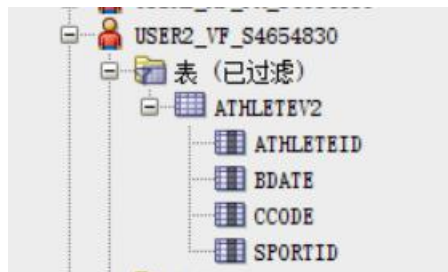 USER2_VF_S4654830
表 (已过滤)
ATHLETEV2
ATHLETEID
BDATE
CCODE
SPORTID